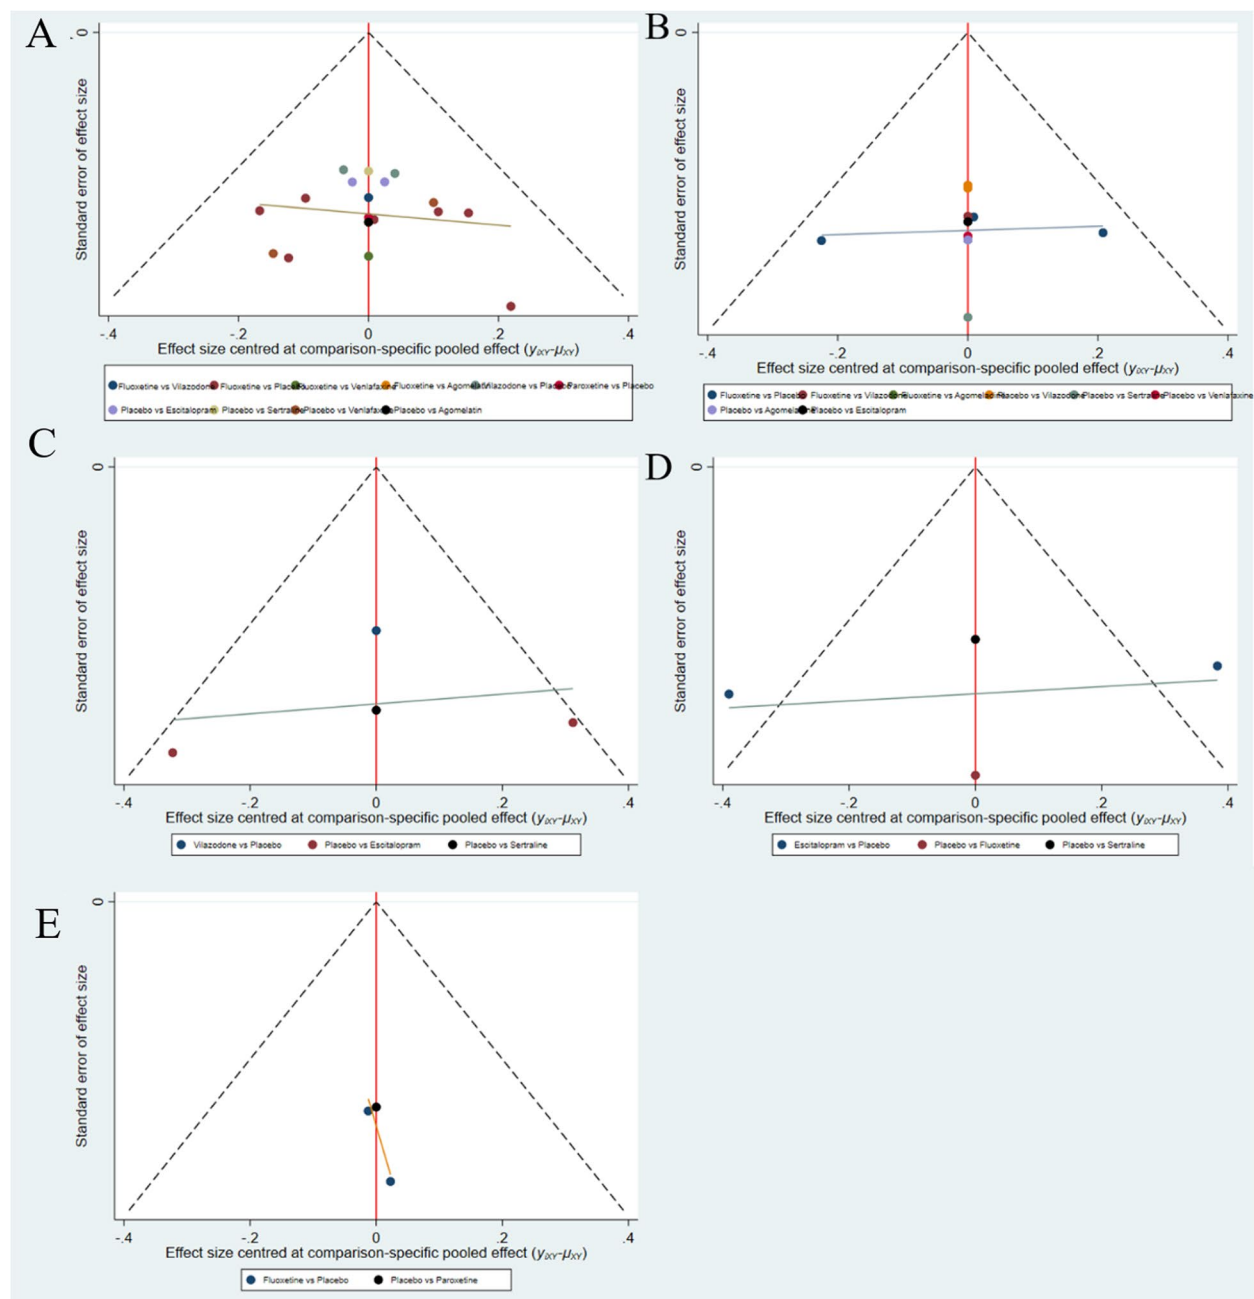 A
0
Standard error of effect size
-.4 -.2 0 .2 .4
Effect size centred at comparison-specific pooled effect (yiXY-μXY)
Fluoxetine vs Vilazodone Fluoxetine vs Placebo Fluoxetine vs Venlafaxine Fluoxetine vs Agomelatin Vilazodone vs Placebo Paroxetine vs Placebo
Placebo vs Escitalopram Placebo vs Sertraline Placebo vs Venlafaxine Placebo vs Agomelatin
B
0
Standard error of effect size
-.4 -.2 0 .2 .4
Effect size centred at comparison-specific pooled effect (yiXY-μXY)
Fluoxetine vs Placebo Fluoxetine vs Vilazodone Fluoxetine vs Agomelatine Placebo vs Vilazodone Placebo vs Sertraline Placebo vs Venlafaxine
Placebo vs Agomelatine Placebo vs Escitalopram
C
0
Standard error of effect size
-.4 -.2 0 .2 .4
Effect size centred at comparison-specific pooled effect (yiXY-μXY)
Vilazodone vs Placebo Placebo vs Escitalopram Placebo vs Sertraline
D
0
Standard error of effect size
-.4 -.2 0 .2 .4
Effect size centred at comparison-specific pooled effect (yiXY-μXY)
Escitalopram vs Placebo Placebo vs Fluoxetine Placebo vs Sertraline
E
0
Standard error of effect size
-.4 -.2 0 .2 .4
Effect size centred at comparison-specific pooled effect (yiXY-μXY)
Fluoxetine vs Placebo Placebo vs Paroxetine